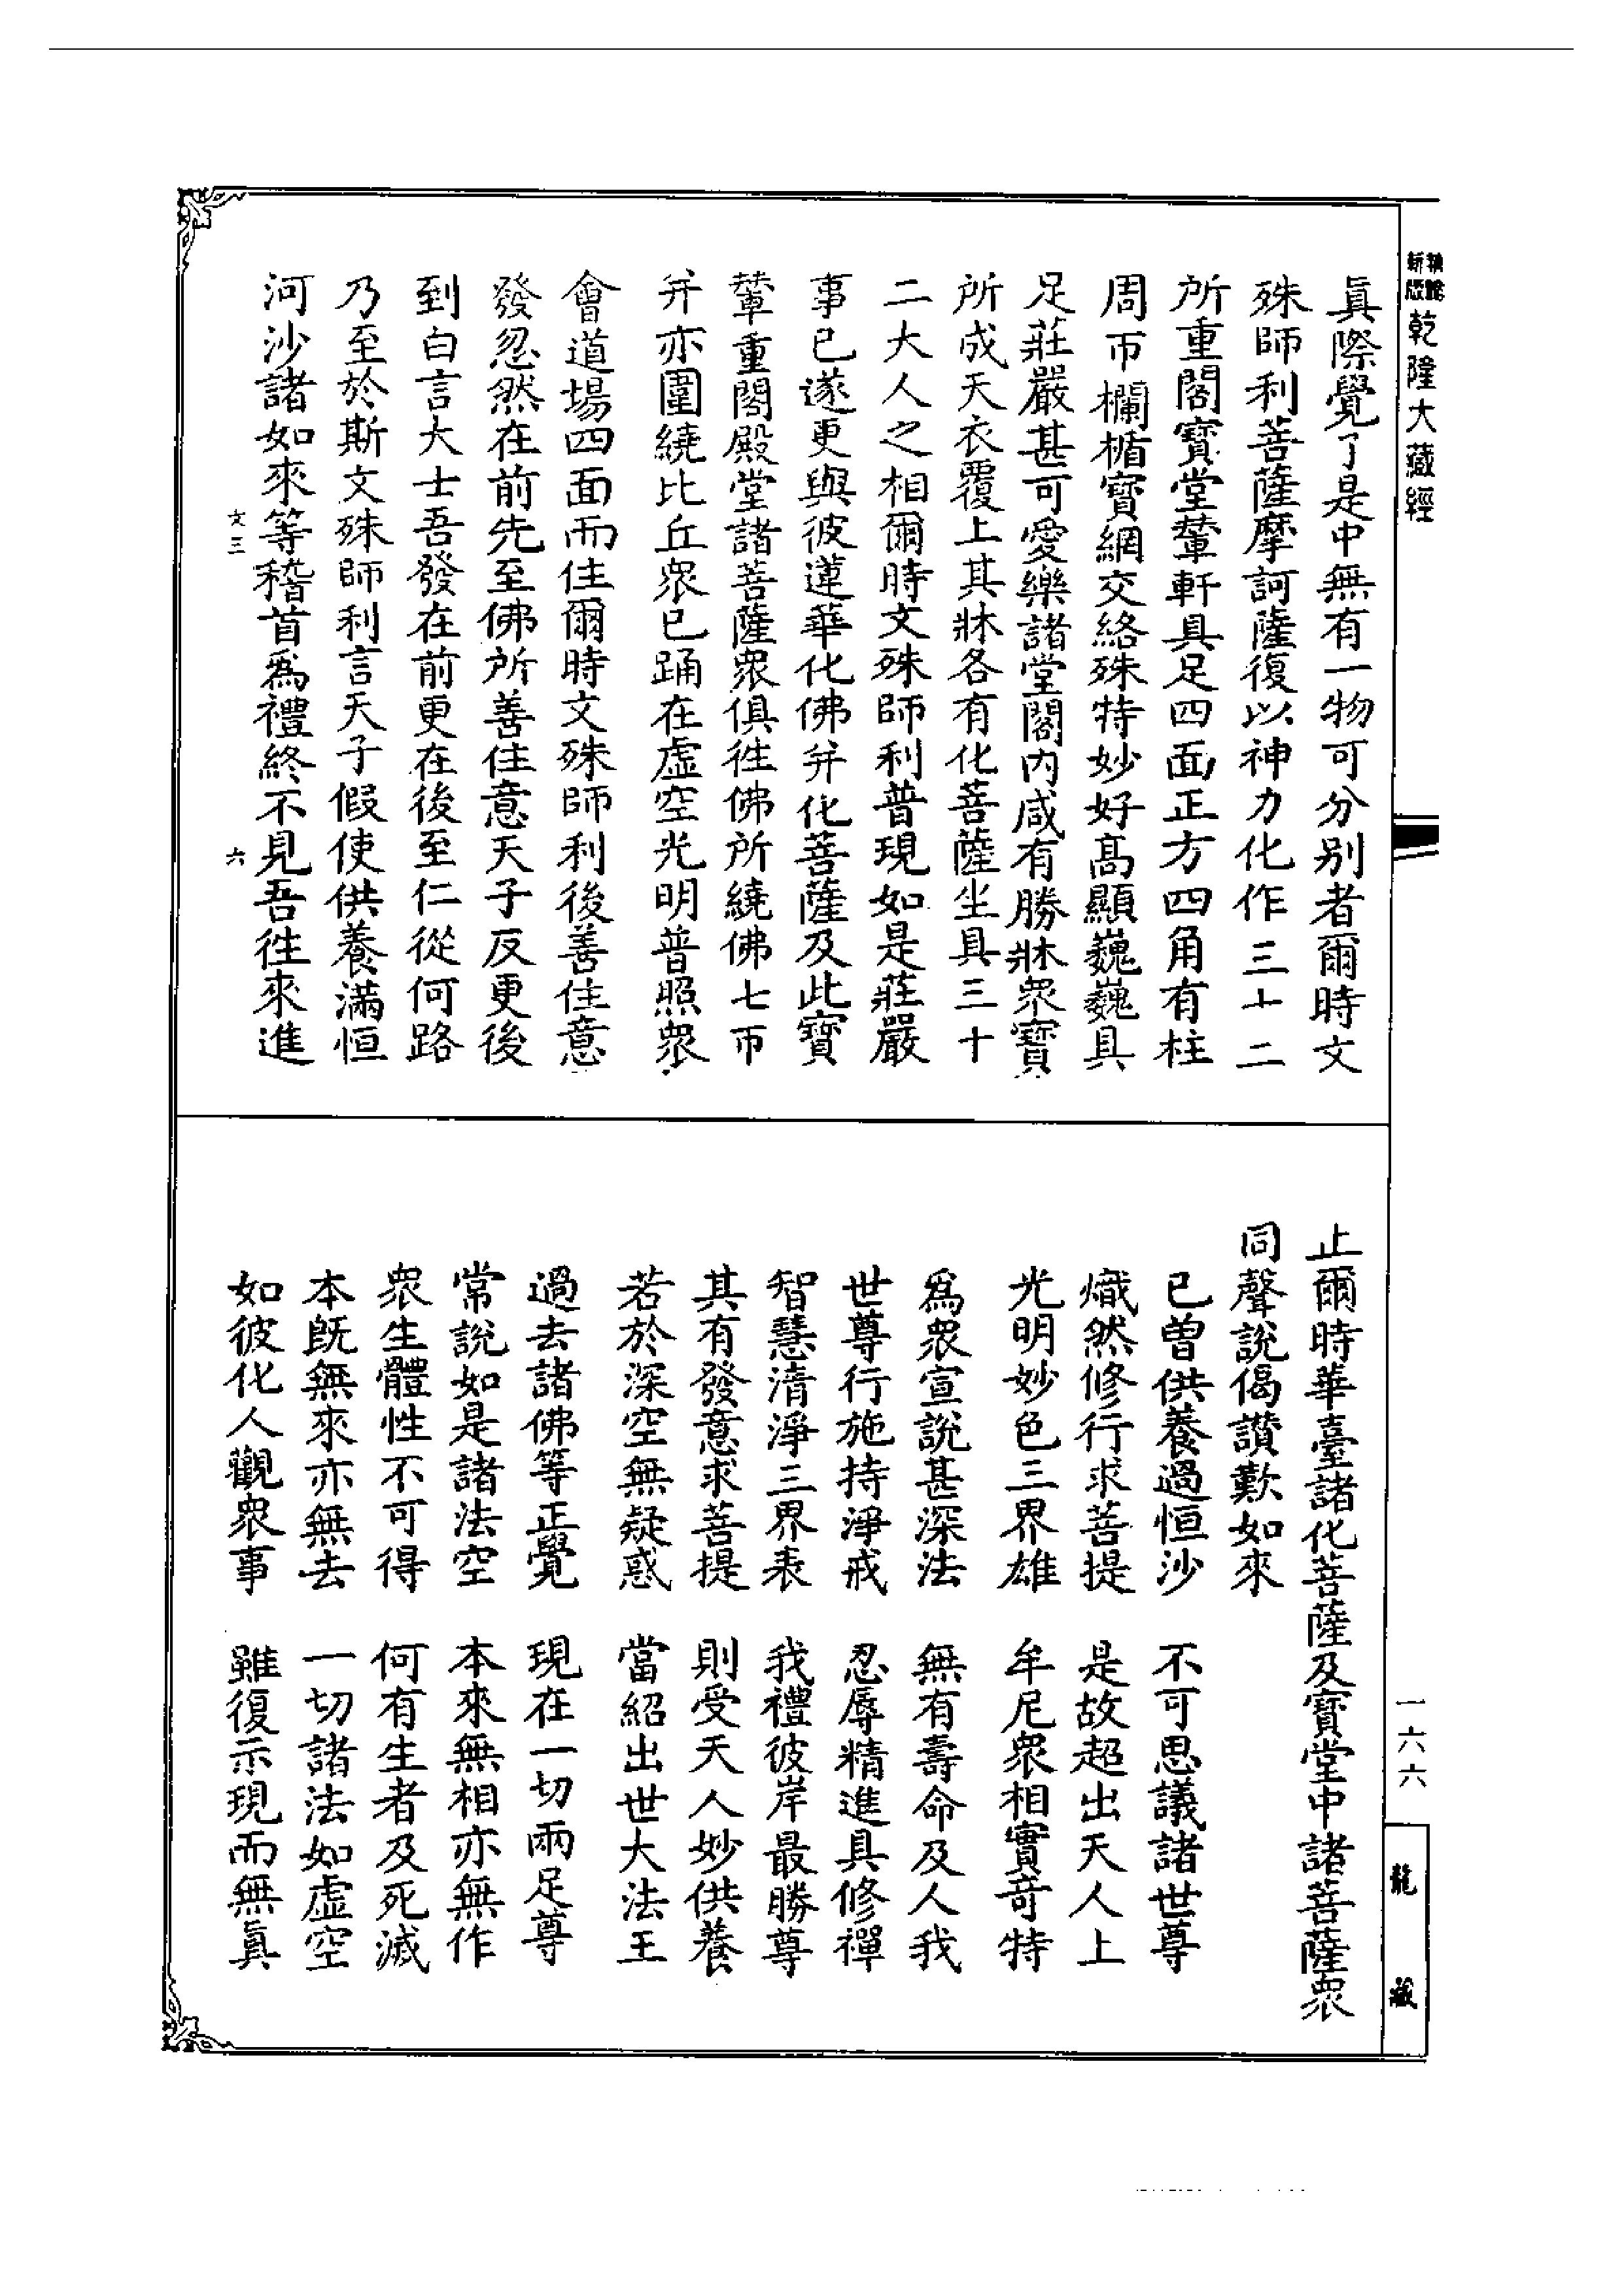 乾隆大藏經
眞際覺了是中無有一物可分别者爾時文
殊師利菩薩摩訶薩復以神力化作三十二
所重閣寶堂輦軒具足四面正方四角有柱
周帀欄楯寶網交絡殊特妙好高顯巍巍具
足莊嚴甚可愛樂諸堂閣内咸有勝牀衆寶
所成天衣覆上其牀各有化菩薩坐具三十
二大人之相爾時文殊師利普現如是莊嚴
事已遂更與彼蓮華化佛并化菩薩及此寶
輦重閣殿堂諸菩薩衆俱徃佛所繞佛七帀
并亦圍繞比丘衆已踊在虛空光明普照衆
會道場四面而住爾時文殊師利後善住意
發忽然在前先至佛所善住意天子反更後
到白言大士吾發在前更在後至仁從何路
乃至於斯文殊師利言天子假使供養滿恒
河沙諸如來等稽首爲禮終不見吾徃來進
文三 六
止爾時華臺諸化菩薩及寶堂中諸菩薩衆
同聲說偈讃歎如來
已曽供養過恒沙 不可思議諸世尊
熾然修行求菩提 是故超出天人上
光明妙色三界雄 牟尼衆相實竒特
爲衆宣說甚深法 無有壽命及人我
世尊行施持淨戒 忍辱精進具修禪
智慧清淨三界表 我禮彼岸最勝尊
其有發意求菩提 則受天人妙供養
若於深空無疑惑 當紹出世大法王
過去諸佛等正覺 現在一切兩足尊
常說如是諸法空 本來無相亦無作
衆生體性不可得 何有生者及死滅
本旣無來亦無去 一切諸法如虛空
如彼化人觀衆事 雖復示現而無眞
一六六
龍藏